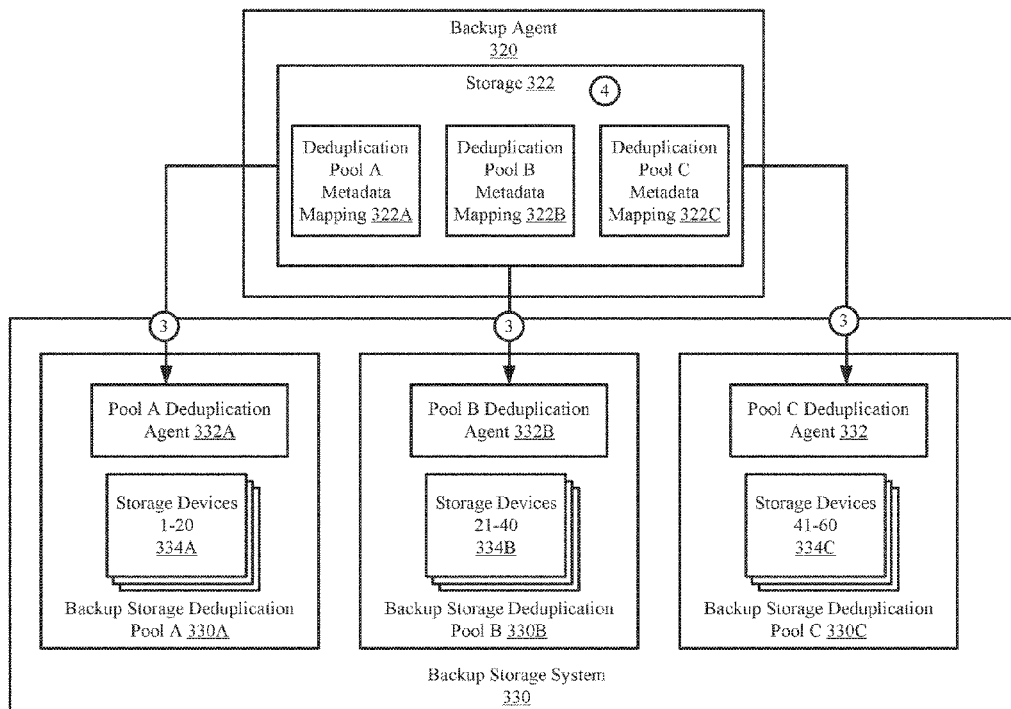 Backup Agent
320
Storage 322
4
Deduplication
Pool A
Metadata
Mapping 322A
Deduplication
Pool B
Metadata
Mapping 322B
Deduplication
Pool C
Metadata
Mapping 322C
3
3
3
Pool A Deduplication
Agent 332A
Storage Devices
1-20
334A
Backup Storage Deduplication
Pool A 330A
Pool B Deduplication
Agent 332B
Storage Devices
21-40
334B
Backup Storage Deduplication
Pool B 330B
Pool C Deduplication
Agent 332
Storage Devices
41-60
334C
Backup Storage Deduplication
Pool C 330C
Backup Storage System
330